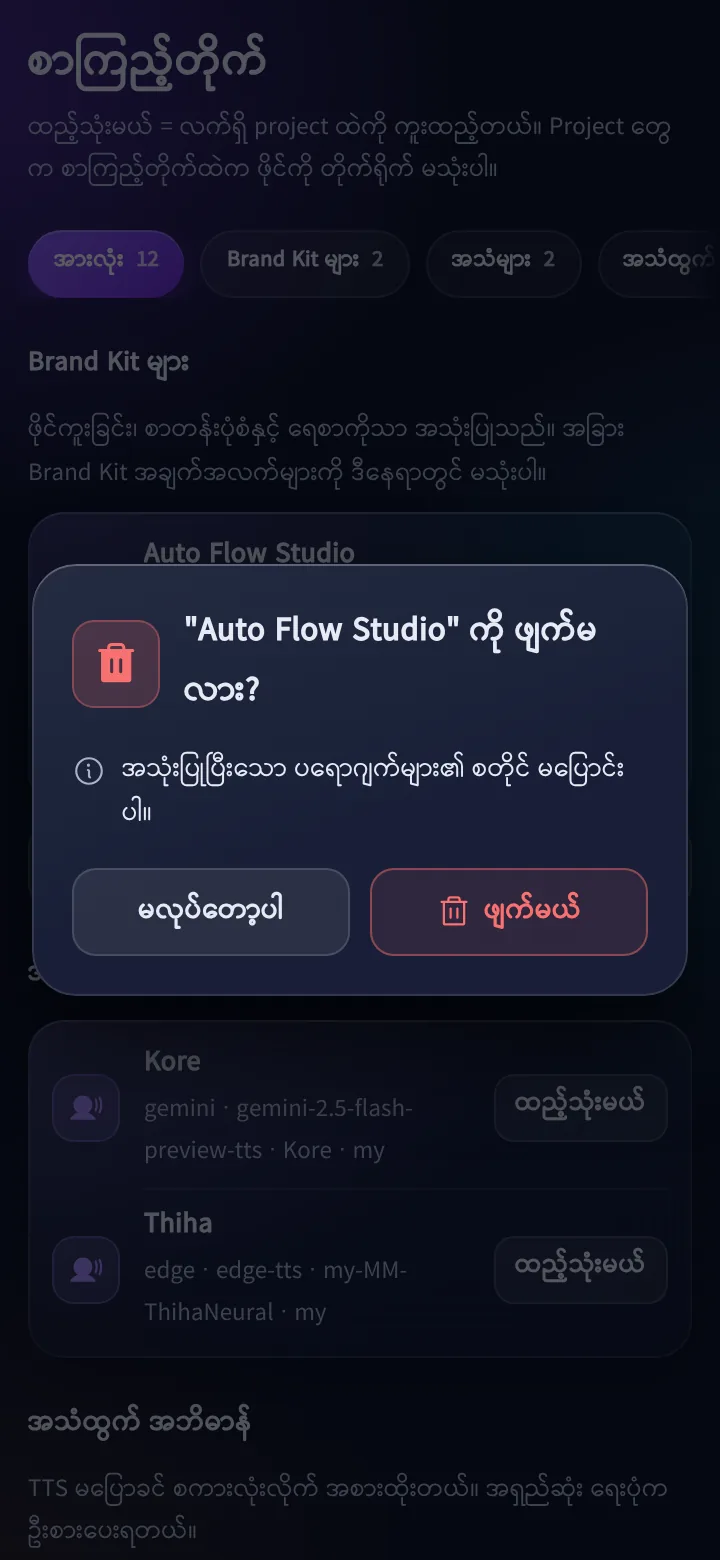 စာကြည့်တိုက်
ထည့်သုံးမယ် = လက်ရှိ project ထဲကို ကူးထည့်တယ်။ Project တွေ
က စာကြည့်တိုက်ထဲက ဖိုင်ကို တိုက်ရိုက် မသုံးပါ။
အားလုံး 12
Brand Kit များ 2
အသံများ 2
အသံထွက်
Brand Kit များ
ဖိုင်ကူးခြင်း၊ စာတန်းပုံစံနှင့် ရေစာကိုသာ အသုံးပြုသည်။ အခြား
Brand Kit အချက်အလက်များကို ဒီနေရာတွင် မသုံးပါ။
Auto Flow Studio
"Auto Flow Studio" ကို ဖျက်မ
လား?
အသုံးပြုပြီးသော ပရောဂျက်များ၏ စတိုင် မပြောင်း
ပါ။
မလုပ်တော့ပါ
ဖျက်မယ်
Kore
gemini · gemini-2.5-flash-
preview-tts · Kore · my
ထည့်သုံးမယ်
Thiha
edge · edge-tts · my-MM-
ThihaNeural · my
ထည့်သုံးမယ်
အသံထွက် အဘိဓာန်
TTS မပြောခင် စကားလုံးလိုက် အစားထိုးတယ်။ အရှည်ဆုံး ရေးပုံက
ဦးစားပေးရတယ်။